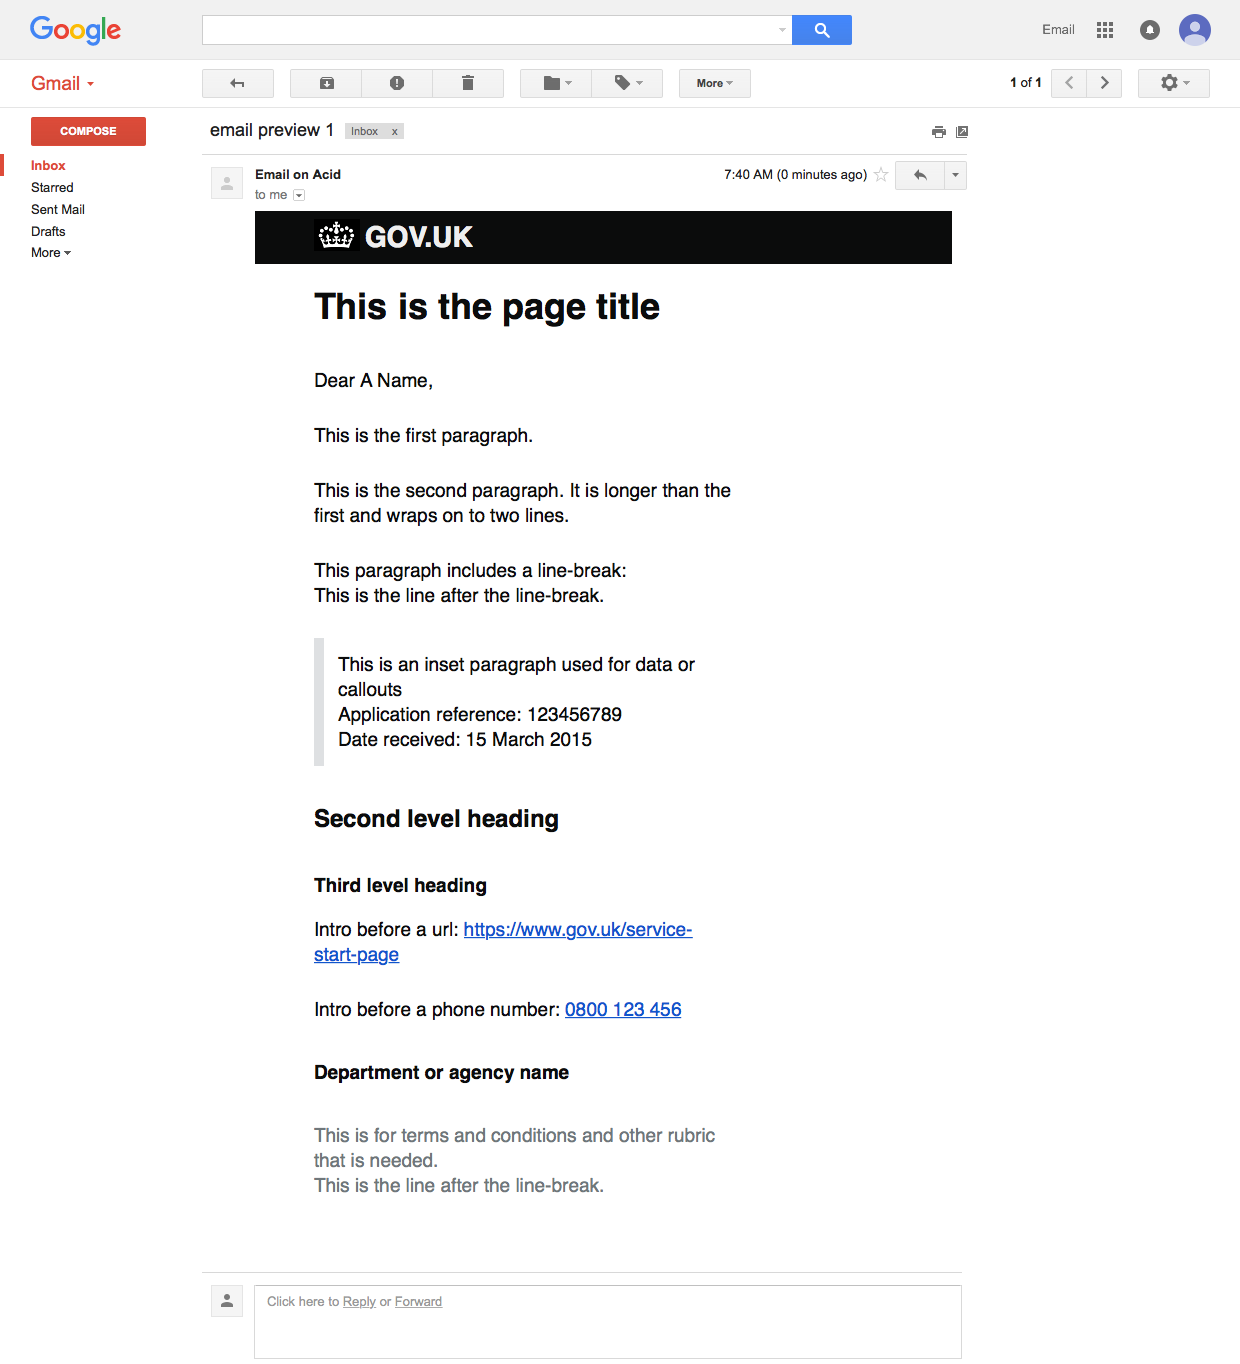 Google
Email
Gmail
More
1 of 1
COMPOSE
Inbox
Starred
Sent Mail
Drafts
More
email preview 1
Inbox x
Email on Acid
7:40 AM (0 minutes ago)
to me
GOV.UK
This is the page title
Dear A Name,
This is the first paragraph.
This is the second paragraph. It is longer than the
first and wraps on to two lines.
This paragraph includes a line-break:
This is the line after the line-break.
This is an inset paragraph used for data or
callouts
Application reference: 123456789
Date received: 15 March 2015
Second level heading
Third level heading
Intro before a url: https://www.gov.uk/service-
start-page
Intro before a phone number: 0800 123 456
Department or agency name
This is for terms and conditions and other rubric
that is needed.
This is the line after the line-break.
Click here to Reply or Forward